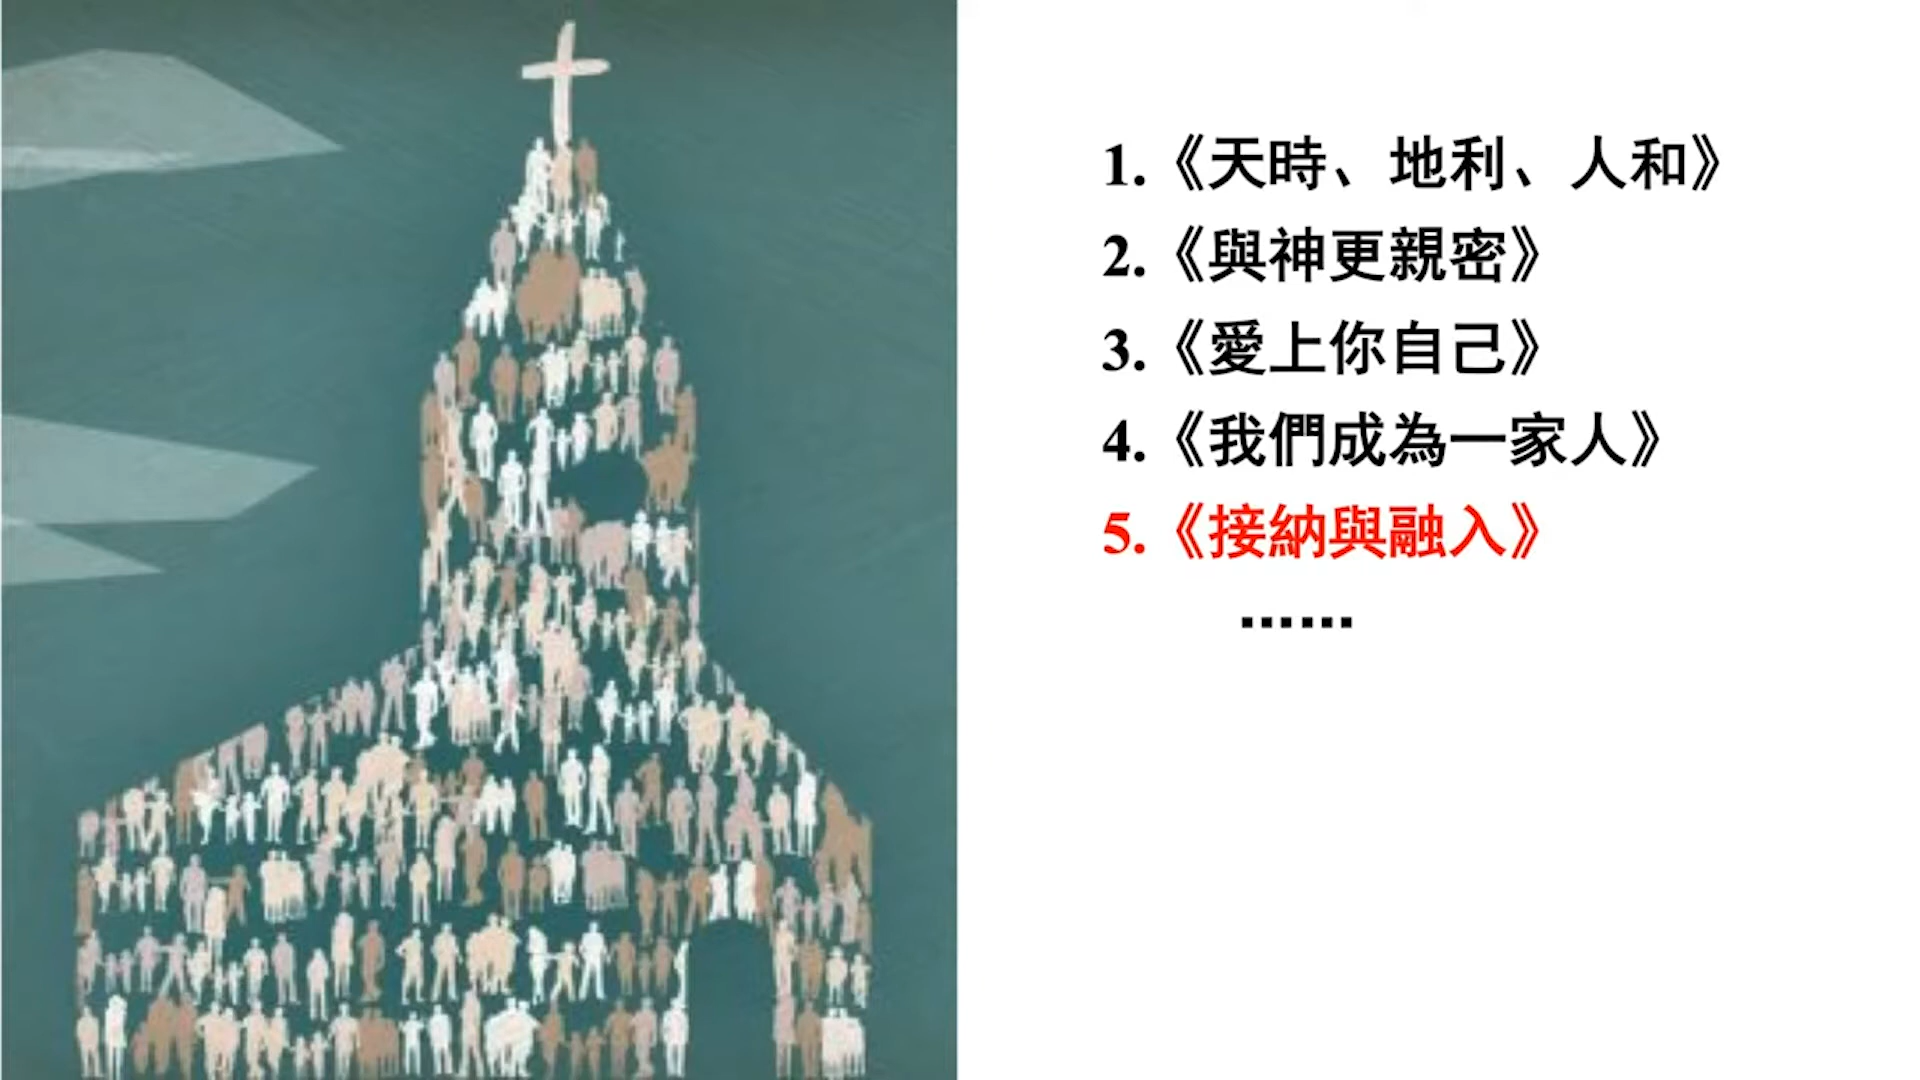 1.《天時、地利、人和》
2.《與神更親密》
3.《愛上你自己》
4.《我們成為一家人》
5.《接納與融入》
……